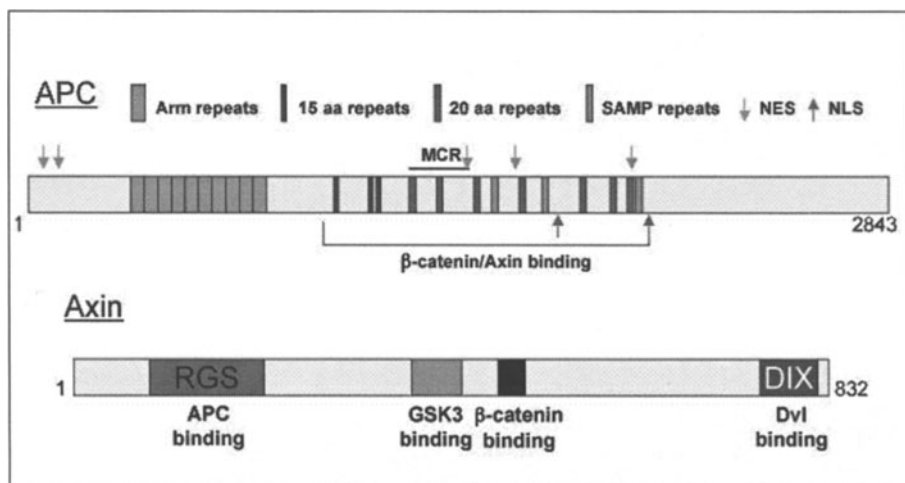 APC
Arm repeats 15 aa repeats 20 aa repeats SAMP repeats NES NLS
MCR
1 2843
β-catenin/Axin binding
Axin
1 RGS DIX 832
APC binding
GSK3 binding
β-catenin binding
Dvl binding